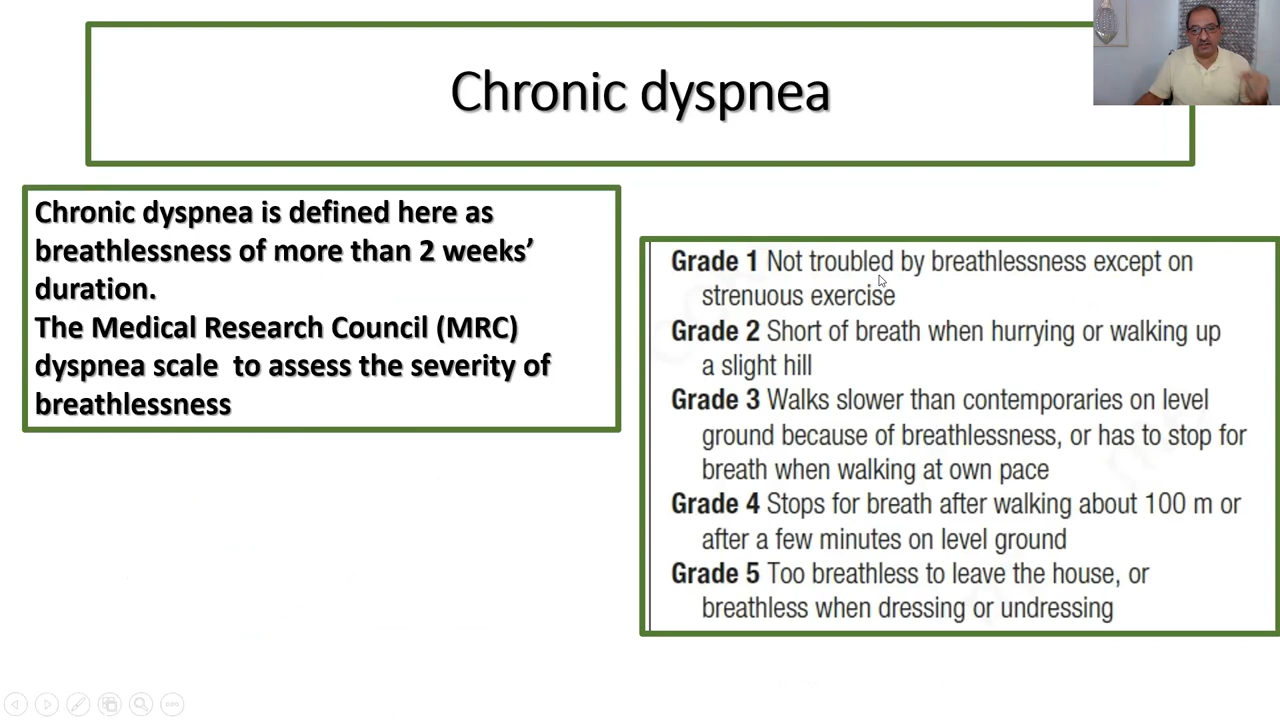 Chronic dyspnea
Chronic dyspnea is defined here as
breathlessness of more than 2 weeks’
duration.
The Medical Research Council (MRC)
dyspnea scale to assess the severity of
breathlessness
Grade 1 Not troubled by breathlessness except on
strenuous exercise
Grade 2 Short of breath when hurrying or walking up
a slight hill
Grade 3 Walks slower than contemporaries on level
ground because of breathlessness, or has to stop for
breath when walking at own pace
Grade 4 Stops for breath after walking about 100 m or
after a few minutes on level ground
Grade 5 Too breathless to leave the house, or
breathless when dressing or undressing